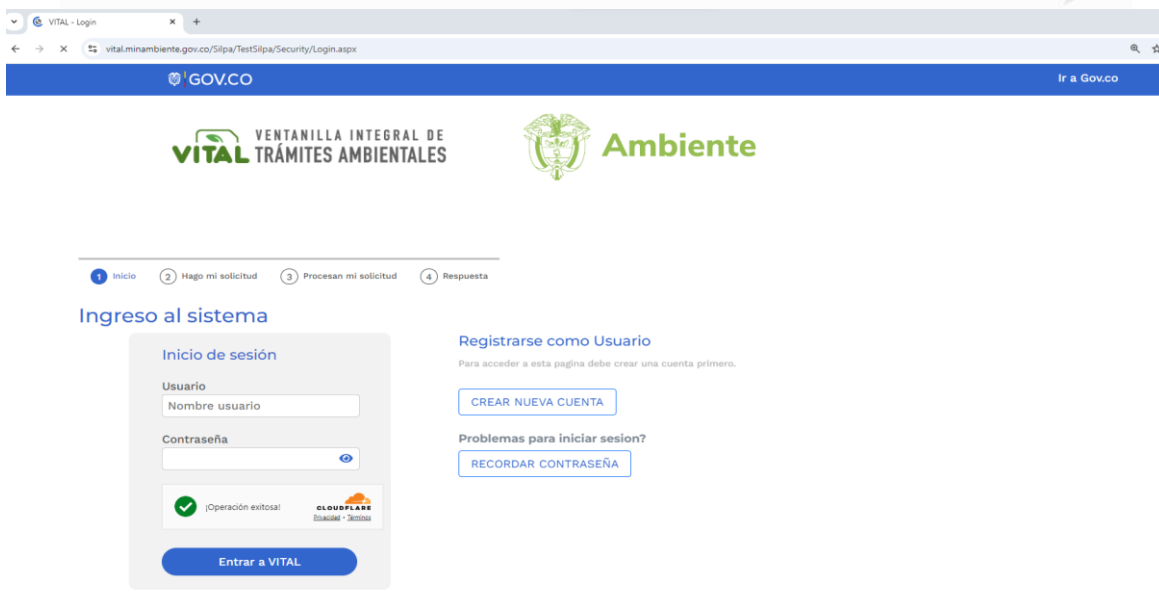 VITAL - Login
vital.minambiente.gov.co/Silpa/TestSilpa/Security/Login.aspx
GOV.CO
Ir a Gov.co
VITAL
VENTANILLA INTEGRAL DE
TRÁMITES AMBIENTALES
Ambiente
1 Inicio 2 Hago mi solicitud 3 Procesan mi solicitud 4 Respuesta
Ingreso al sistema
Inicio de sesión
Usuario
Nombre usuario
Contraseña
¡Operación exitosa!
CLOUDFLARE
Privacidad • Términos
Entrar a VITAL
Registrarse como Usuario
Para acceder a esta pagina debe crear una cuenta primero.
CREAR NUEVA CUENTA
Problemas para iniciar sesion?
RECORDAR CONTRASEÑA